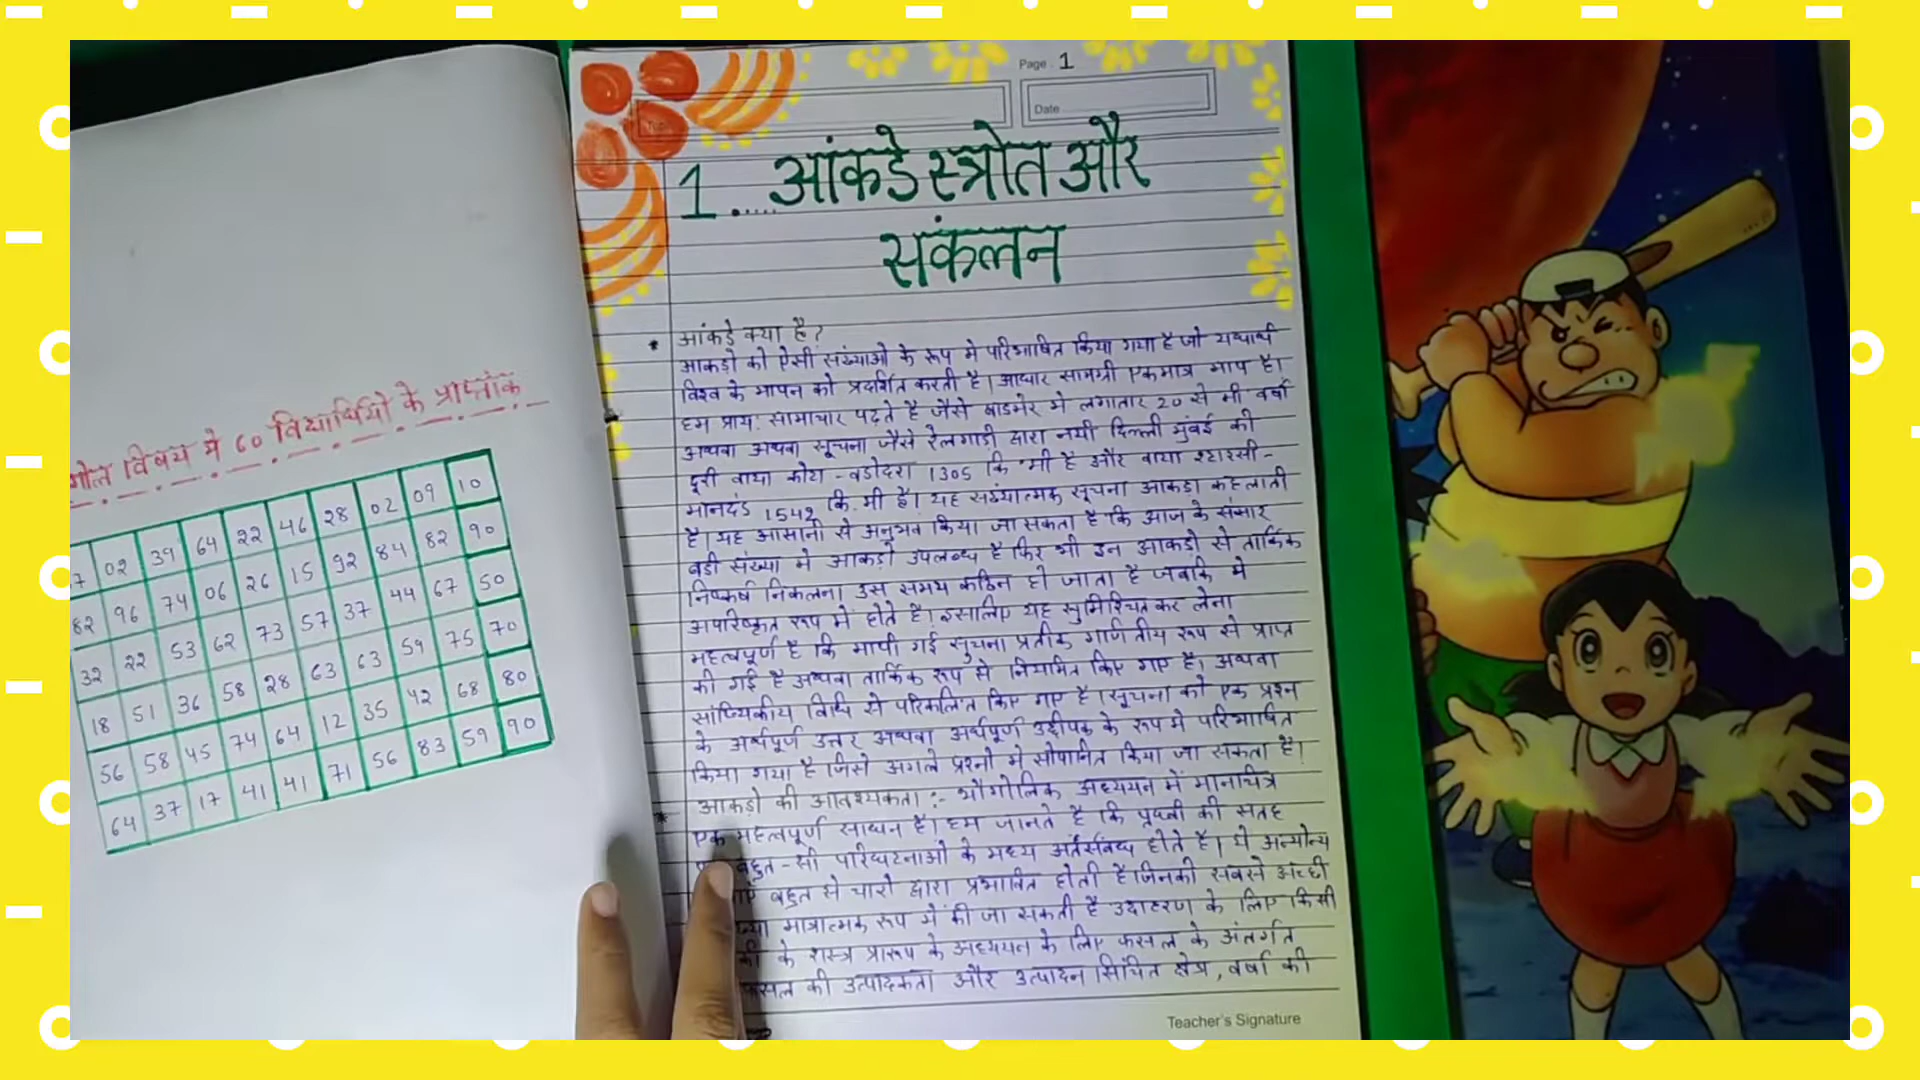 गोल विषय मे 60 विद्यार्थियो के प्राप्तांक
7 02 39 64 22 46 28 02 09 10
82 96 74 06 26 15 92 84 82 90
32 22 53 62 73 57 37 44 67 50
18 51 36 58 28 63 63 59 75 70
56 58 45 74 64 12 35 42 68 80
64 37 17 41 41 71 56 83 59 90
Page. 1
Date
1.....आंकडे स्त्रोत और
संकलन
* आंकड़े क्या है?
आकड़ो को ऐसी संख्याओ के रूप मे परिभाषित किया गया है जो यथार्थ
विश्व के मापन को प्रदर्शित करती है। आधार सामग्री एकमात्र माप है।
हम प्राय: सामाचार पढ़ते है जैसे बाडमेर मे लगातार 20 से मी वर्षा
अथवा अथवा सूचना जैसे रेलगाड़ी द्वारा नयी दिल्ली मुंबई की
दूरी वाया कोटा - वडोदरा 1305 कि मी है और वाया
1542 कि. मी है। यह संख्यात्मक सूचना आकड़ा कहलाती
है। यह आसानी से अनुभव किया जा सकता है कि आज के संसार
बडी संख्या मे आकड़ो उपलब्ध है फिर भी इन आकड़ो से तार्किक
निष्कर्ष निकलना उस समय कठिन हो जाता है जबकि मे
अपरिष्कृत रूप में होते है। इसलिए यह कर लेना
महत्वपूर्ण है कि मापी गई सुचना प्रतीक गणितीय रूप से प्राप्त
की गई है अथवा तार्किक रूप से किए गए है। अथवा
विधि से परिकलित किए गए है। सूचना को एक प्रश्न
के अर्थपूर्ण उत्तर अथवा अर्थपूर्ण उद्दीपक के रूप मे परिभाषित
किया गया है जिसे अगले प्रश्नो मे सोपानित किया जा सकता है।
* आकड़ो की आवश्यकता :- भौगोलिक अध्ययन में मानचित्र
एक महत्वपूर्ण साधन है। हम जानते है कि पृथ्वी की सतह
बहुत - सी परिघटनाओ के मध्य होते है। ये अन्योन्य
बहुत से चारो द्वारा प्रभावित होती है। जिनकी सबसे अच्छी
मात्रात्मक रूप में की जा सकती है उदाहरण के लिए किसी
के शस्त्र प्रारूप के अध्ययन के लिए फसल के अंतर्गत
फसल की उत्पादकता और उत्पादन सिंचित क्षेत्र, वर्षा की
Teacher's Signature